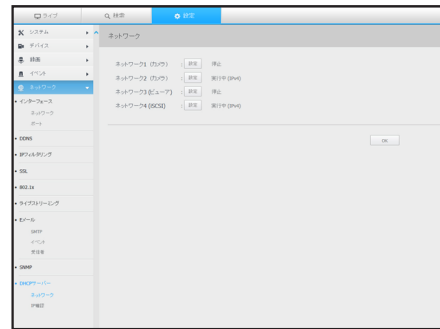 ライブ
検索
設定
システム
デバイス
録画
イベント
ネットワーク
• インターフェース
ネットワーク
ポート
• DDNS
• IPフィルタリング
• SSL
• 802.1x
• ライブストリーミング
• Eメール
SMTP
イベント
受信者
• SNMP
• DHCPサーバー
ネットワーク
IP確認
ネットワーク
ネットワーク1 (カメラ) : 設定 停止
ネットワーク2 (カメラ) : 設定 実行中 (IPv4)
ネットワーク3 (ビューア) : 設定 停止
ネットワーク4 (iSCSI) : 設定 実行中 (IPv4)
OK